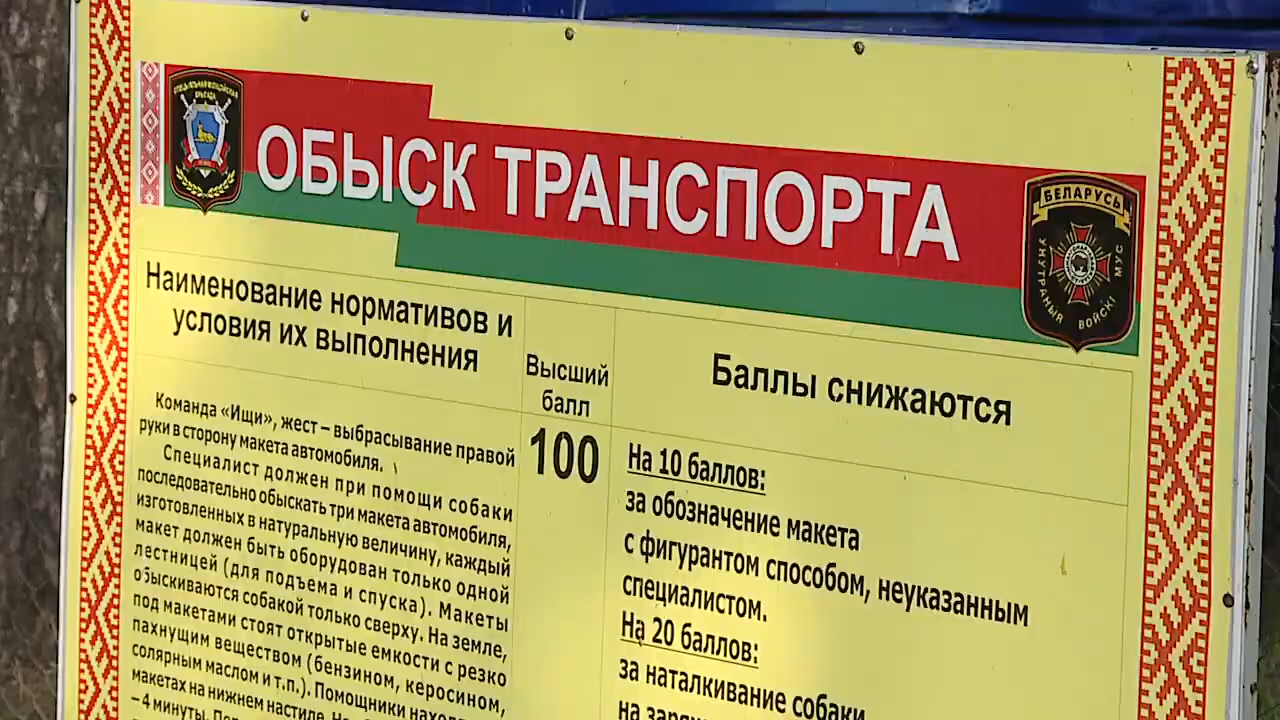 ОБЫСК ТРАНСПОРТА
БЕЛАРУСЬ
УНУТРАНЫЯ ВОЙСКІ МУС
Наименование нормативов и
условия их выполнения
Высший
балл
Баллы снижаются
Команда «Ищи», жест – выбрасывание правой
руки в сторону макета автомобиля.
Специалист должен при помощи собаки
последовательно обыскать три макета автомобиля,
изготовленных в натуральную величину, каждый
макет должен быть оборудован только одной
лестницей (для подъема и спуска). Макеты
обыскиваются собакой только сверху. На земле,
под макетами стоят открытые емкости с резко
пахнущим веществом (бензином, керосином,
солярным маслом и т.п.). Помощники
макетах на нижнем настиле.
– 4 минуты.
100
На 10 баллов:
за обозначение макета
с фигурантом способом, неуказанным
специалистом.
На 20 баллов:
за наталкивание собаки
на